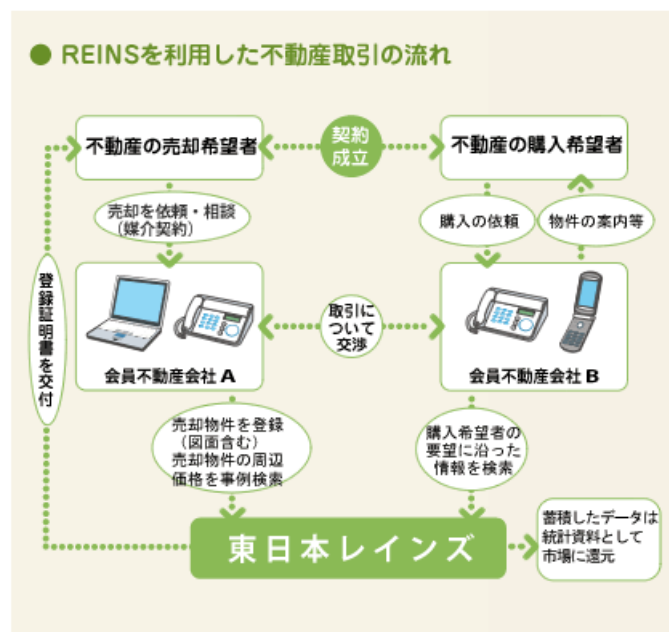 ● REINSを利用した不動産取引の流れ
不動産の売却希望者
契約
成立
不動産の購入希望者
売却を依頼・相談
（媒介契約）
購入の依頼
物件の案内等
登録証明書を交付
取引に
ついて
交渉
会員不動産会社 A
会員不動産会社 B
売却物件を登録
（図面含む）
売却物件の周辺
価格を事例検索
購入希望者の
要望に沿った
情報を検索
東日本レインズ
蓄積したデータは
統計資料として
市場に還元